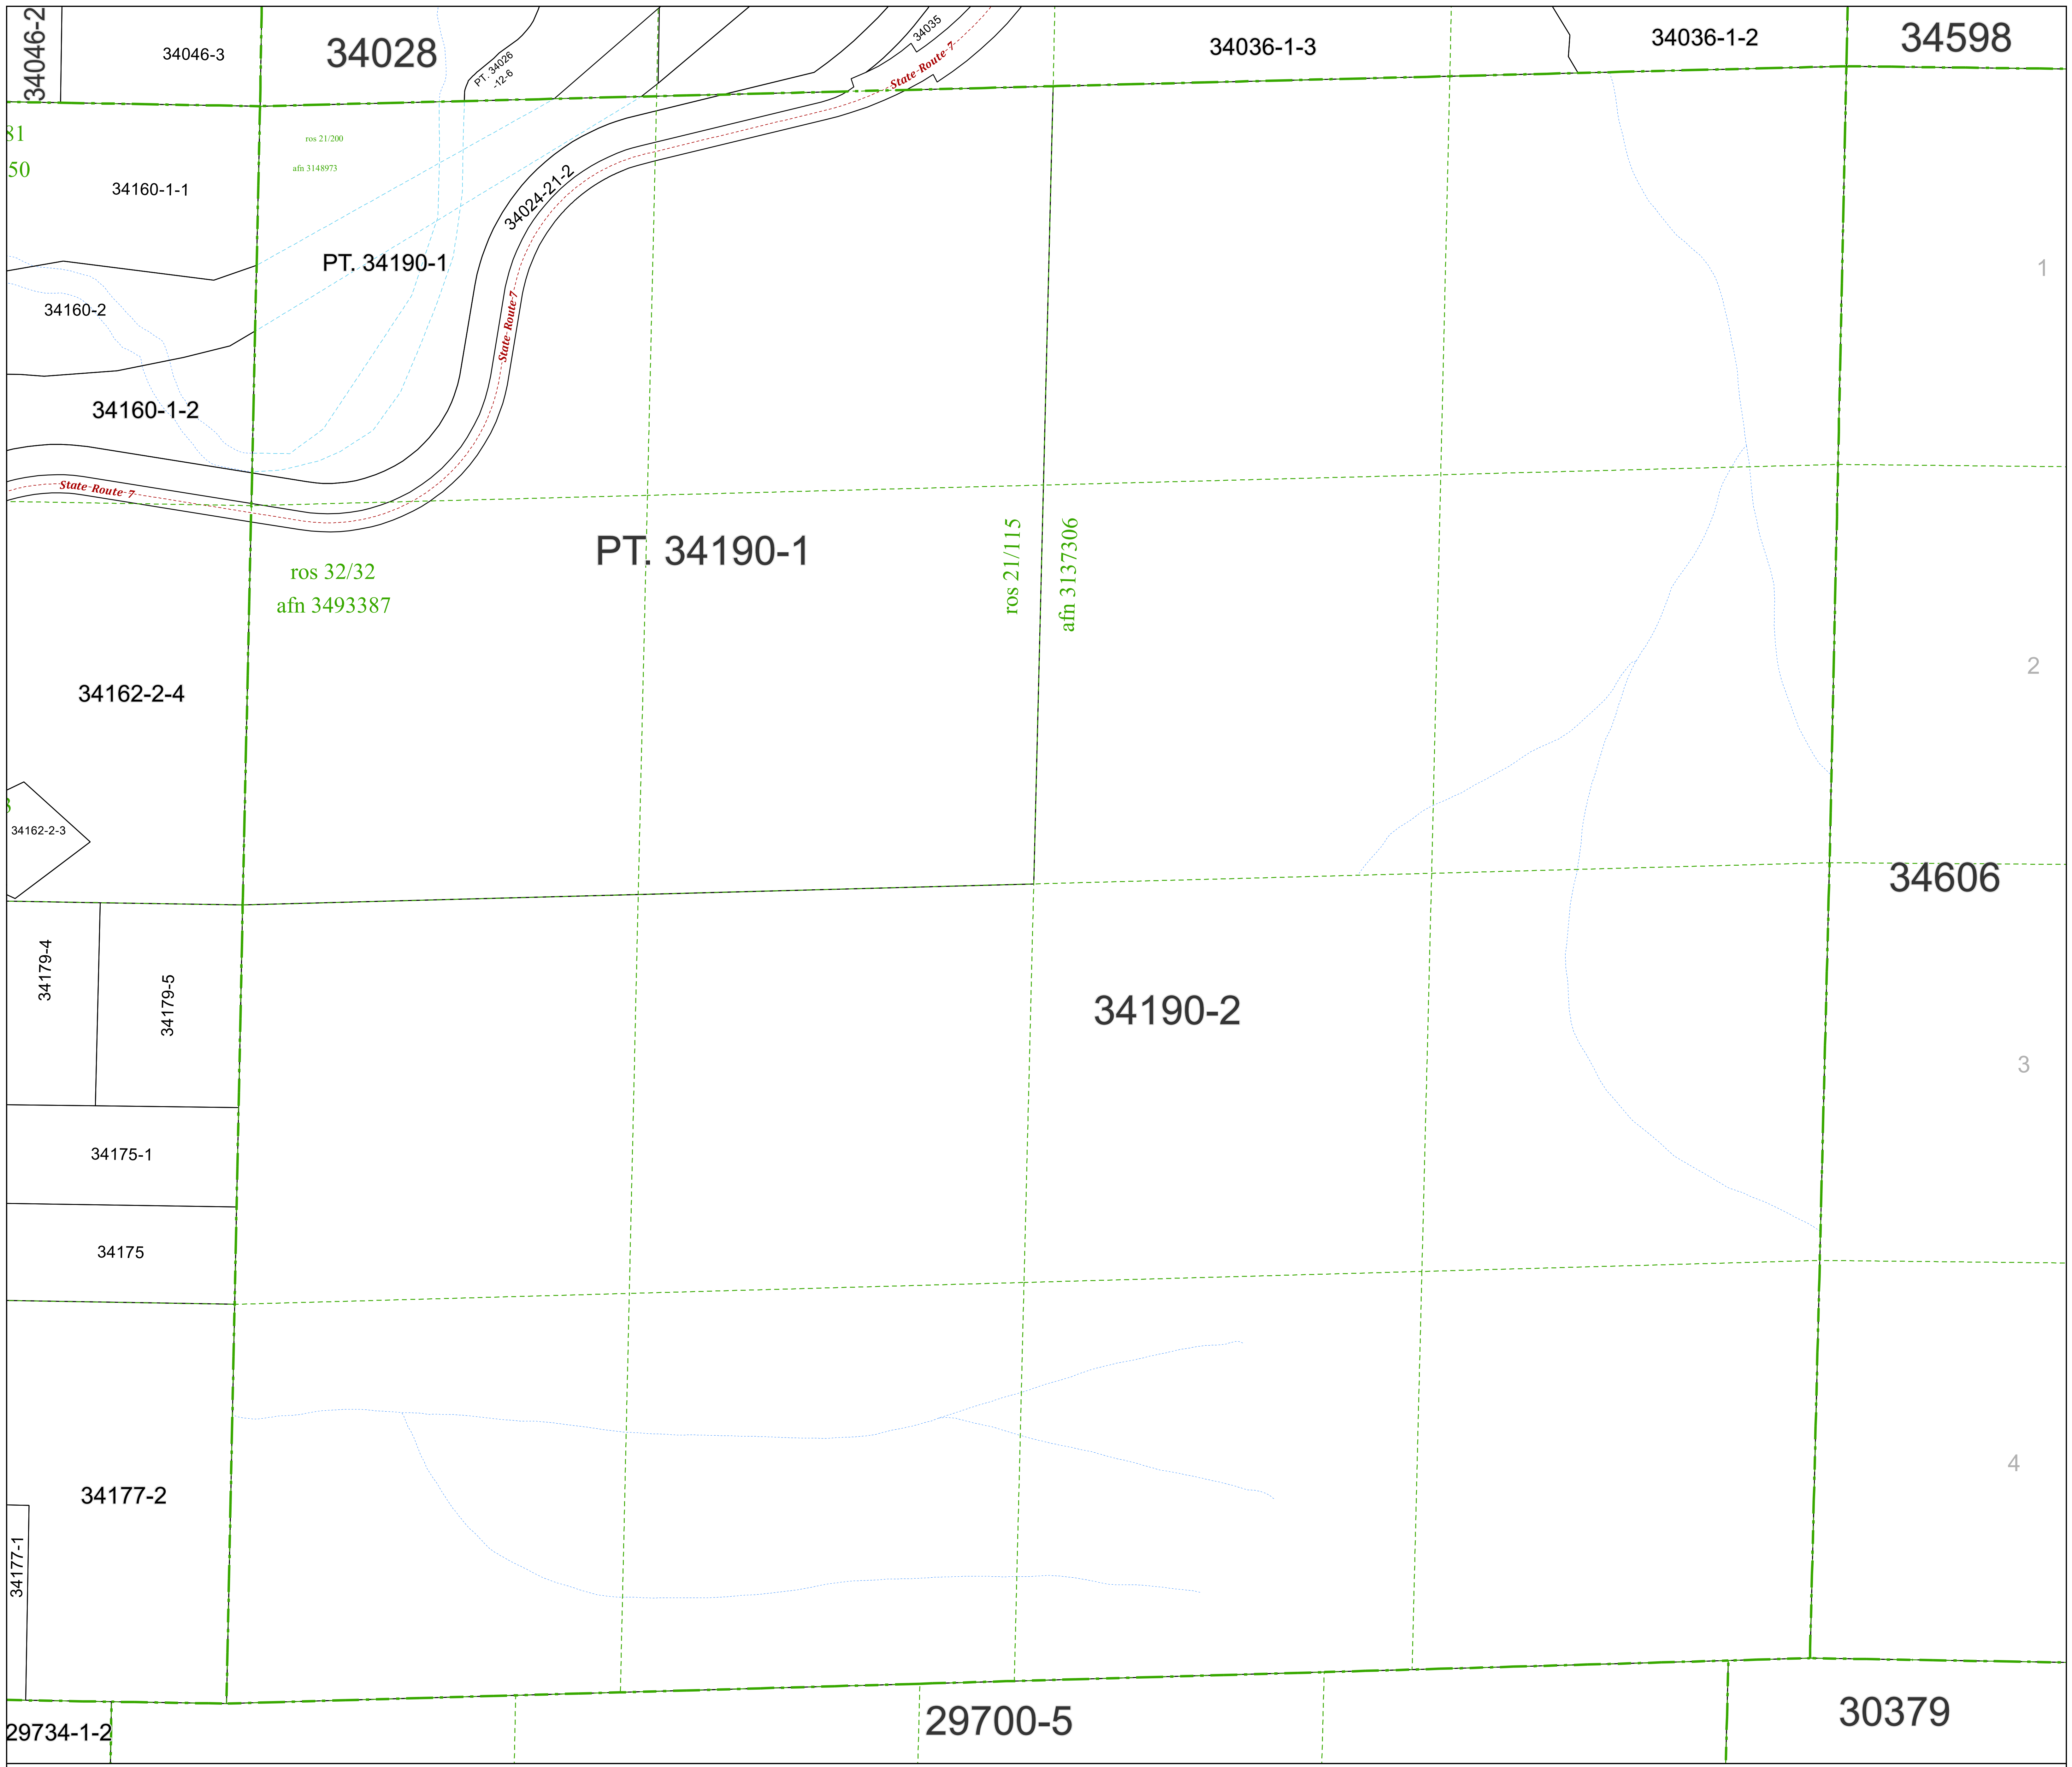 34046-2
34046-3
34028
PT. 34026
-12-6
34035
State Route 7
34036-1-3
34036-1-2
34598
81
50
ros 21/200
afn 3148973
34160-1-1
34024-21-2
PT. 34190-1
1
34160-2
State Route 7
34160-1-2
State Route 7
PT. 34190-1
ros 21/115
afn 3137306
ros 32/32
afn 3493387
2
34162-2-4
34162-2-3
34606
34179-4
34179-5
34190-2
3
34175-1
34175
4
34177-2
34177-1
29734-1-2
29700-5
30379